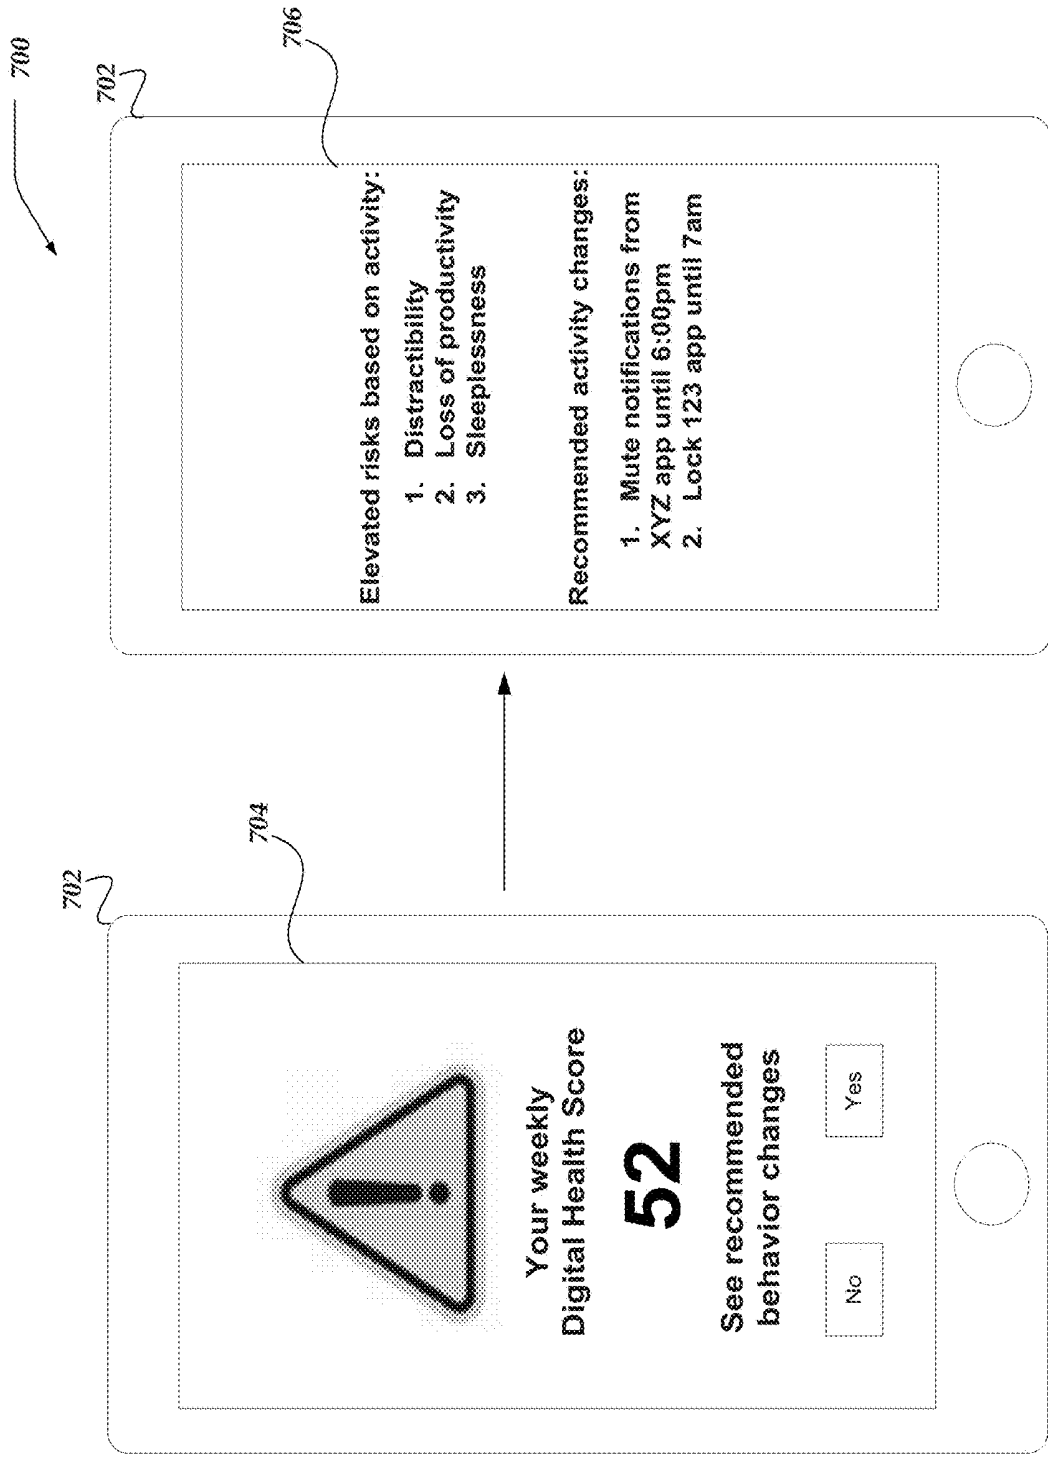 700
702
704
Your weekly
Digital Health Score
52
See recommended
behavior changes
No
Yes
702
706
Elevated risks based on activity:
1. Distractibility
2. Loss of productivity
3. Sleeplessness
Recommended activity changes:
1. Mute notifications from
XYZ app until 6:00pm
2. Lock 123 app until 7am